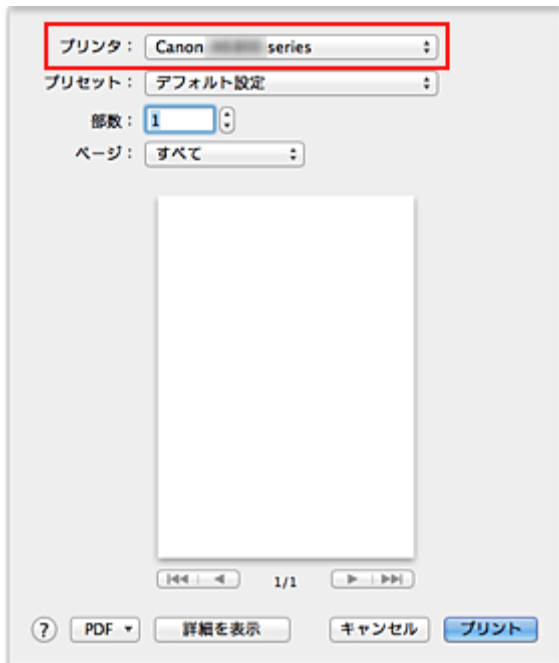 プリンタ： Canon series
プリセット： デフォルト設定
部数： 1
ページ： すべて
1/1
? PDF 詳細を表示 キャンセル プリント